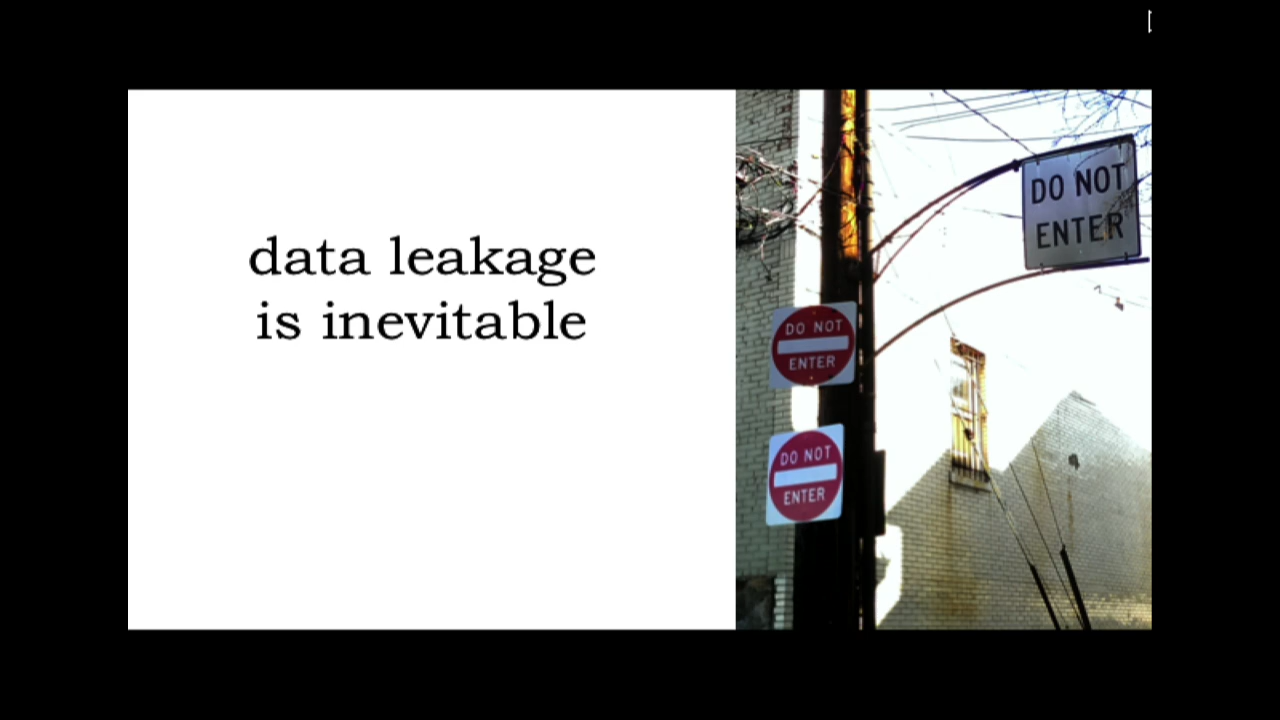 data leakage
is inevitable
DO NOT
ENTER
DO NOT
ENTER
DO NOT
ENTER